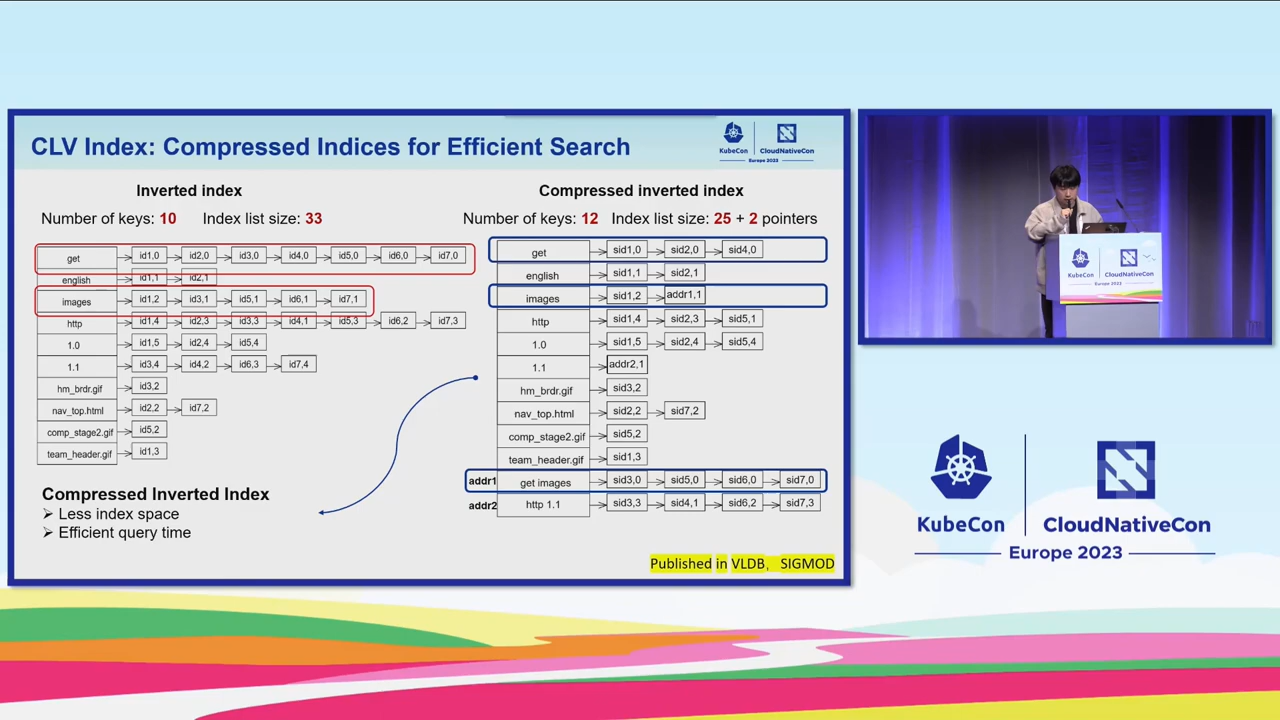 CLV Index: Compressed Indices for Efficient Search
KubeCon
CloudNativeCon
Europe 2023
Inverted index
Number of keys: 10 Index list size: 33
get id1,0 id2,0 id3,0 id4,0 id5,0 id6,0 id7,0
english id1,1 id2,1
images id1,2 id3,1 id5,1 id6,1 id7,1
http id1,4 id2,3 id3,3 id4,1 id5,3 id6,2 id7,3
1.0 id1,5 id2,4 id5,4
1.1 id3,4 id4,2 id6,3 id7,4
hm_brdr.gif id3,2
nav_top.html id2,2 id7,2
comp_stage2.gif id5,2
team_header.gif id1,3
Compressed Inverted Index
➢ Less index space
➢ Efficient query time
Compressed inverted index
Number of keys: 12 Index list size: 25 + 2 pointers
get sid1,0 sid2,0 sid4,0
english sid1,1 sid2,1
images sid1,2 addr1,1
http sid1,4 sid2,3 sid5,1
1.0 sid1,5 sid2,4 sid5,4
1.1 addr2,1
hm_brdr.gif sid3,2
nav_top.html sid2,2 sid7,2
comp_stage2.gif sid5,2
team_header.gif sid1,3
addr1 get images sid3,0 sid5,0 sid6,0 sid7,0
addr2 http 1.1 sid3,3 sid4,1 sid6,2 sid7,3
Published in VLDB, SIGMOD
KubeCon
CloudNativeCon
KubeCon
CloudNativeCon
Europe 2023